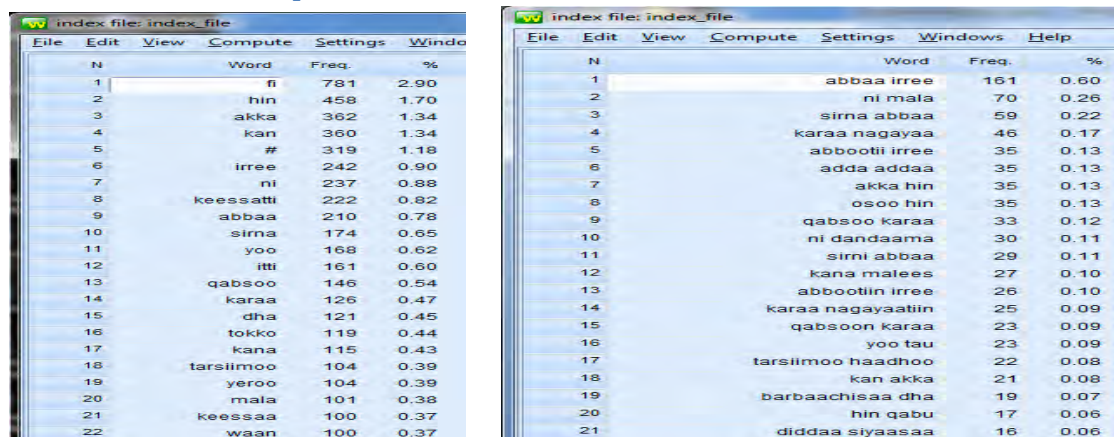 index file: index_file
File Edit View Compute Settings Windo
N Word Freq. %
1 fi 781 2.90
2 hin 458 1.70
3 akka 362 1.34
4 kan 360 1.34
5 # 319 1.18
6 irree 242 0.90
7 ni 237 0.88
8 keessatti 222 0.82
9 abbaa 210 0.78
10 sirna 174 0.65
11 yoo 168 0.62
12 itti 161 0.60
13 qabsoo 146 0.54
14 karaa 126 0.47
15 dha 121 0.45
16 tokko 119 0.44
17 kana 115 0.43
18 tarsiimoo 104 0.39
19 yeroo 104 0.39
20 mala 101 0.38
21 keessaa 100 0.37
22 waan 100 0.37
index file: index_file
File Edit View Compute Settings Windows Help
N Word Freq. %
1 abbaa irree 161 0.60
2 ni mala 70 0.26
3 sirna abbaa 59 0.22
4 karaa nagayaa 46 0.17
5 abbootii irree 35 0.13
6 adda addaa 35 0.13
7 akka hin 35 0.13
8 osoo hin 35 0.13
9 qabsoo karaa 33 0.12
10 ni dandaama 30 0.11
11 sirni abbaa 29 0.11
12 kana malees 27 0.10
13 abbootiin irree 26 0.10
14 karaa nagayaatiin 25 0.09
15 qabsoon karaa 23 0.09
16 yoo tau 23 0.09
17 tarsiimoo haadhoo 22 0.08
18 kan akka 21 0.08
19 barbaachisaa dha 19 0.07
20 hin qabu 17 0.06
21 diddaa siyaasaa 16 0.06